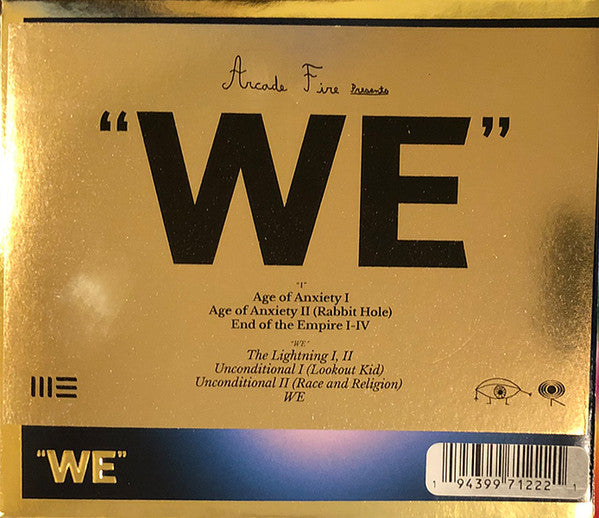 Arcade Fire Presents
“WE”
"I"
Age of Anxiety I
Age of Anxiety II (Rabbit Hole)
End of the Empire I-IV
"WE"
The Lightning I, II
Unconditional I (Lookout Kid)
Unconditional II (Race and Religion)
WE
“WE”
1 94399 71222 1